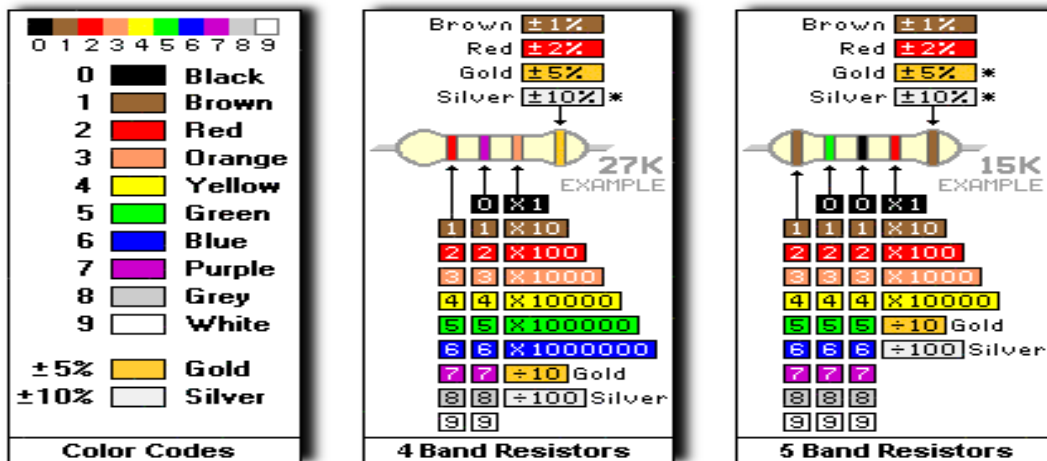 0 1 2 3 4 5 6 7 8 9
0 Black
1 Brown
2 Red
3 Orange
4 Yellow
5 Green
6 Blue
7 Purple
8 Grey
9 White
±5% Gold
±10% Silver
Color Codes
Brown ±1%
Red ±2%
Gold ±5%
Silver ±10% *
27K
EXAMPLE
0 X1
1 1 X10
2 2 X100
3 3 X1000
4 4 X10000
5 5 X100000
6 6 X1000000
7 7 ÷10 Gold
8 8 ÷100 Silver
9 9
4 Band Resistors
Brown ±1%
Red ±2%
Gold ±5% *
Silver ±10% *
15K
EXAMPLE
0 0 X1
1 1 1 X10
2 2 2 X100
3 3 3 X1000
4 4 4 X10000
5 5 5 ÷10 Gold
6 6 6 ÷100 Silver
7 7 7
8 8 8
9 9 9
5 Band Resistors